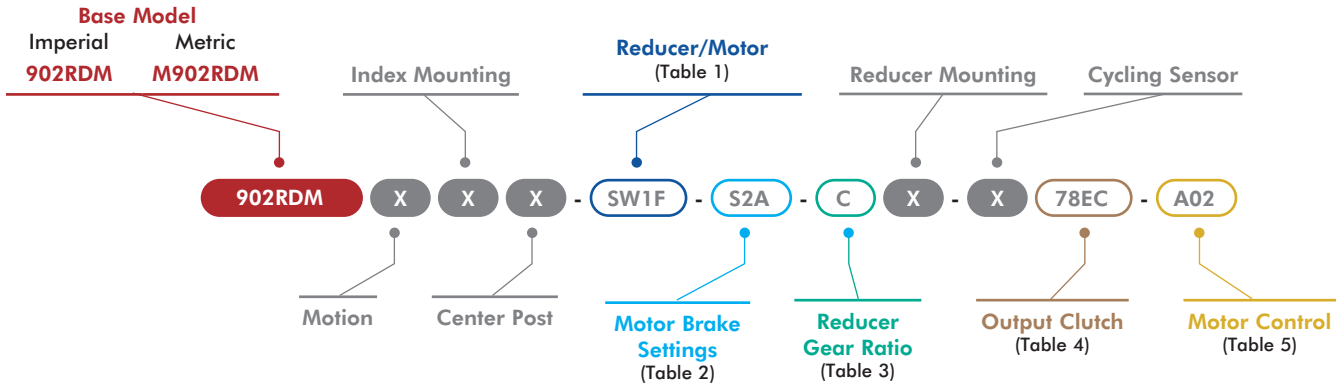 Base Model
Imperial Metric
902RDM M902RDM
Index Mounting
Reducer/Motor
(Table 1)
Reducer Mounting
Cycling Sensor
902RDM X X X - SW1F - S2A - C X - X 78EC - A02
Motion
Center Post
Motor Brake
Settings
(Table 2)
Reducer
Gear Ratio
(Table 3)
Output Clutch
(Table 4)
Motor Control
(Table 5)